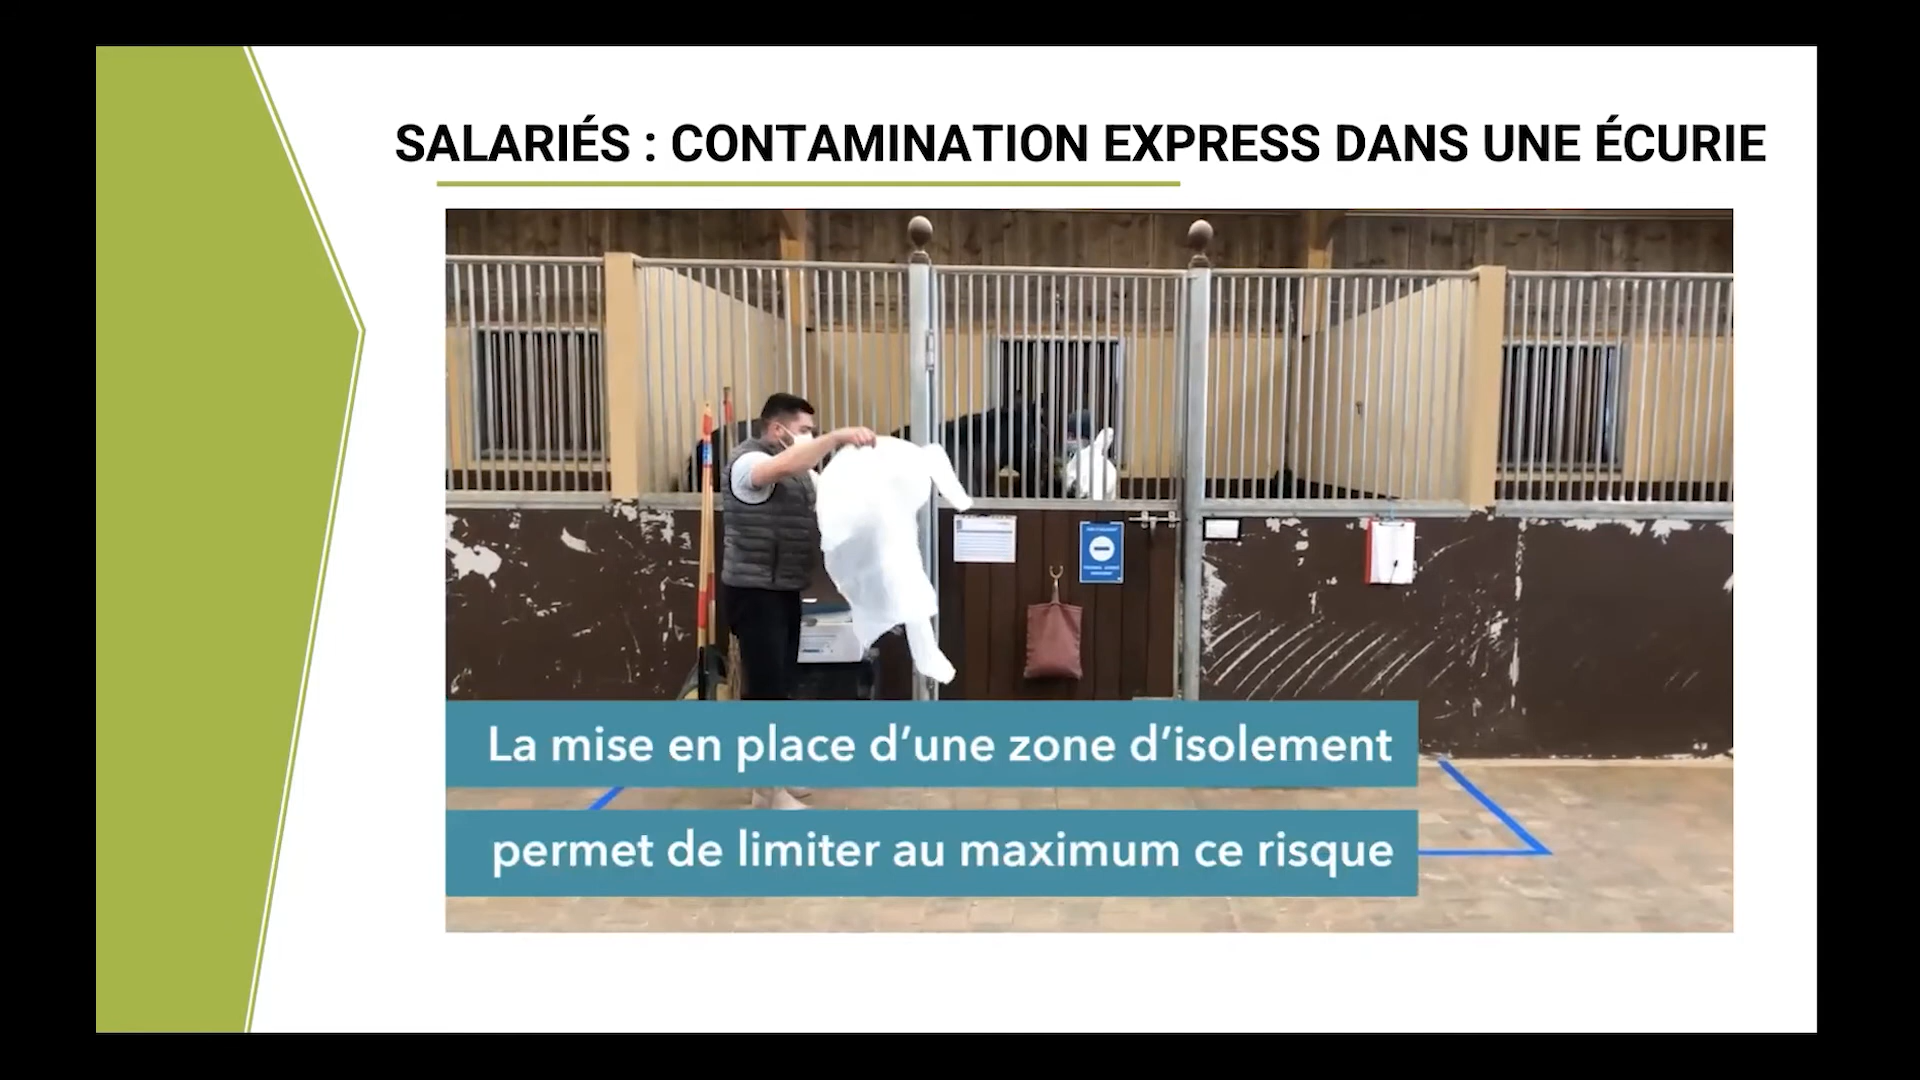 SALARIÉS : CONTAMINATION EXPRESS DANS UNE ÉCURIE
La mise en place d’une zone d’isolement
permet de limiter au maximum ce risque